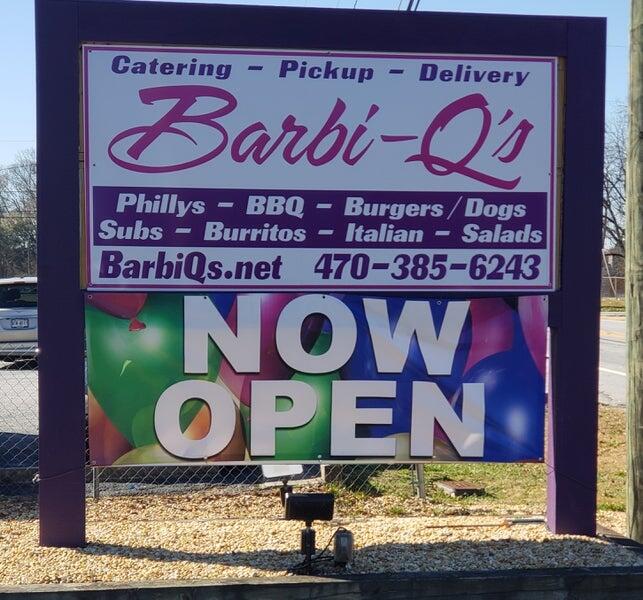 Catering - Pickup - Delivery
Barbi-Q's
Phillys - BBQ - Burgers/Dogs
Subs - Burritos - Italian - Salads
BarbiQs.net 470-385-6243
NOW
OPEN